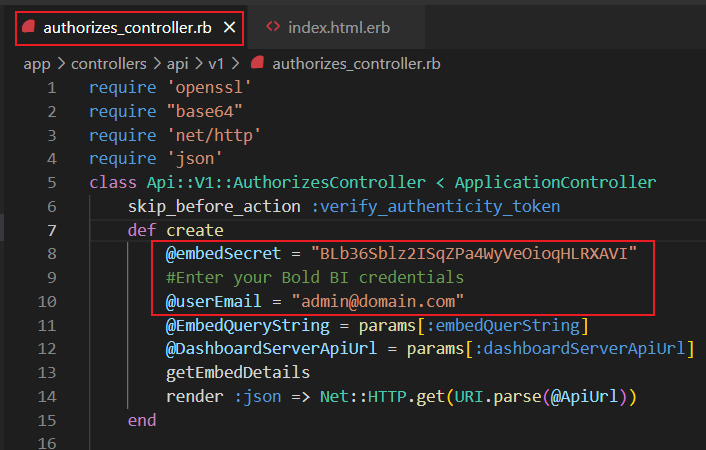 authorizes_controller.rb × <> index.html.erb
app > controllers > api > v1 > authorizes_controller.rb
1 require 'openssl'
2 require "base64"
3 require 'net/http'
4 require 'json'
5 class Api::V1::AuthorizesController < ApplicationController
6 skip_before_action :verify_authenticity_token
7 def create
8 @embedSecret = "BLb36Sblz2ISqZPa4WyVeOioqHLRXAVI"
9 #Enter your Bold BI credentials
10 @userEmail = "admin@domain.com"
11 @EmbedQueryString = params[:embedQuerString]
12 @DashboardServerApiUrl = params[:dashboardServerApiUrl]
13 getEmbedDetails
14 render :json => Net::HTTP.get(URI.parse(@ApiUrl))
15 end
16